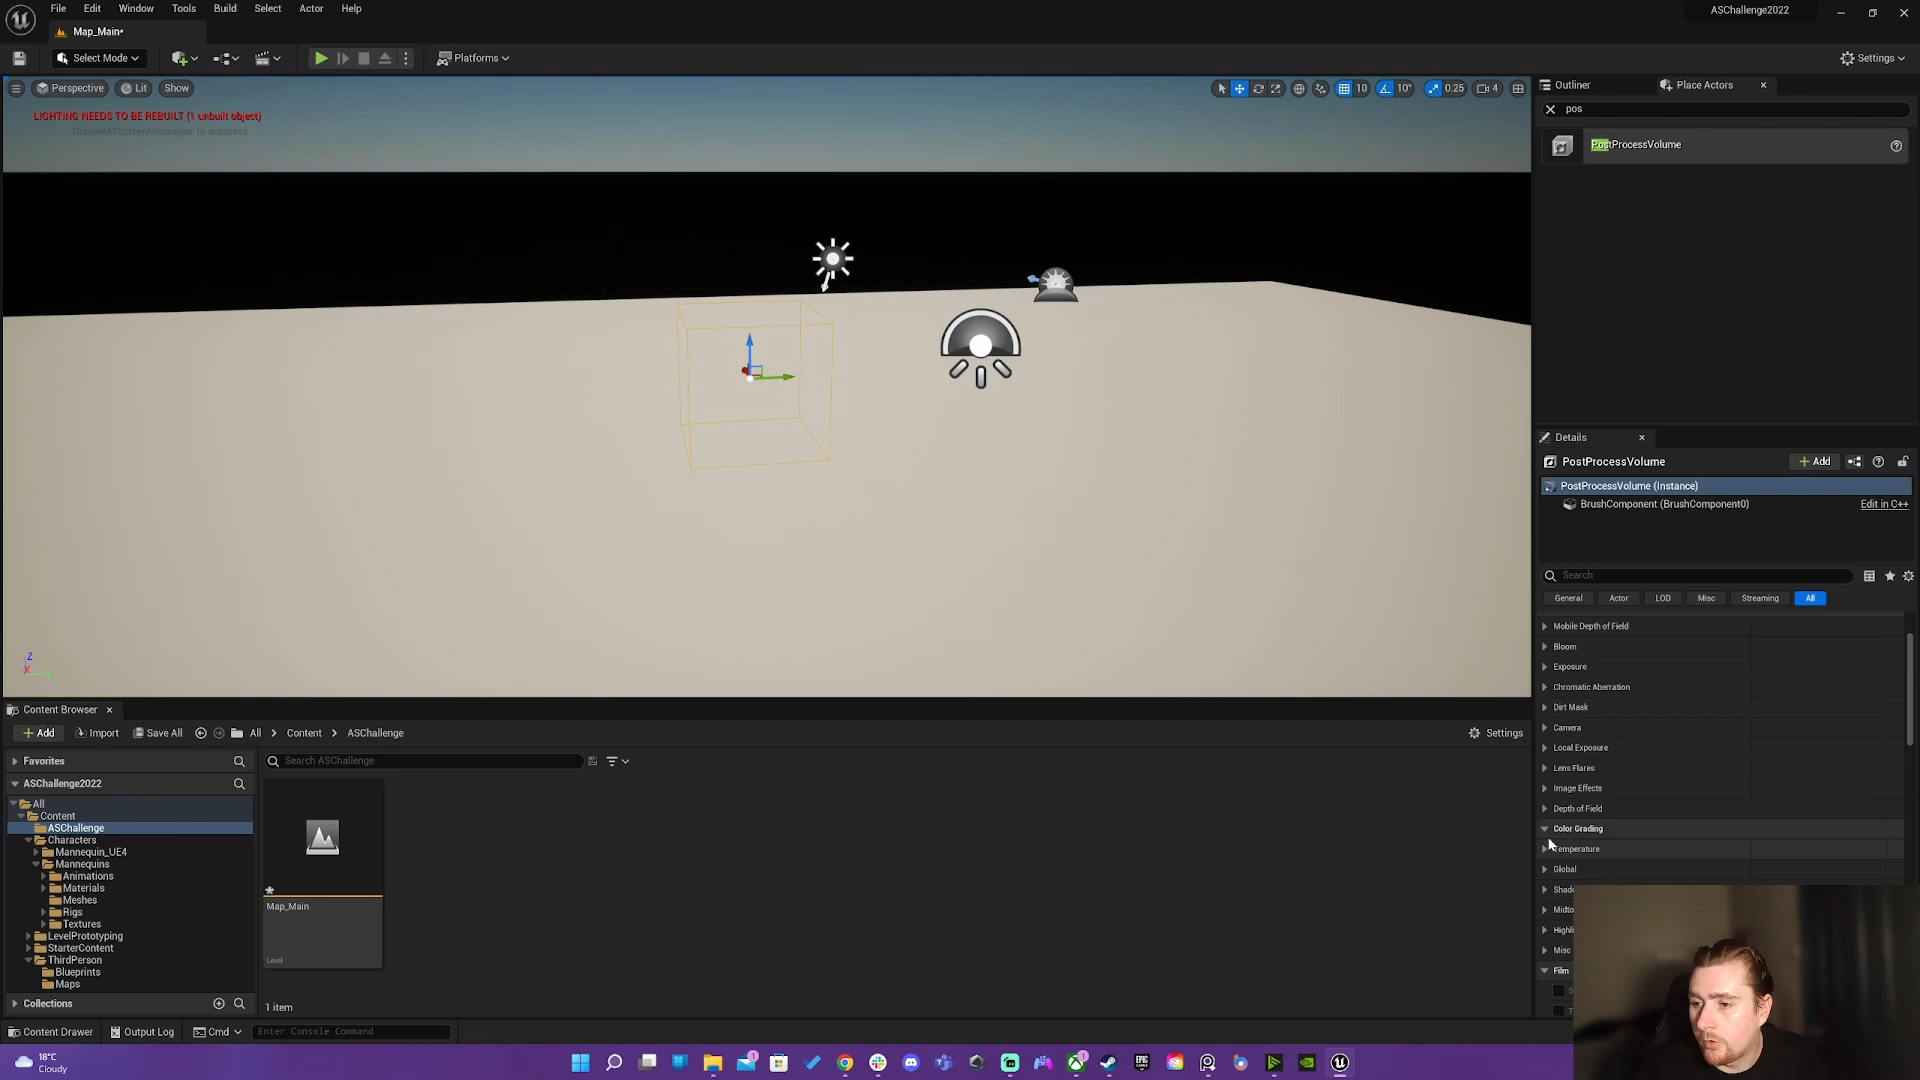 File Edit Window Tools Build Select Actor Help
ASChallenge2022
Map_Main•
Select Mode
Platforms
Settings
Perspective
Lit
Show
10
10°
0.25
4
LIGHTING NEEDS TO BE REBUILT (1 unbuilt object)
'DisableAllScreenMessages' to suppress
Outliner
Place Actors
pos
PostProcessVolume
Details
PostProcessVolume
+ Add
PostProcessVolume (Instance)
BrushComponent (BrushComponent0)
Edit in C++
Search
General
Actor
LOD
Misc
Streaming
All
Mobile Depth of Field
Bloom
Exposure
Chromatic Aberration
Dirt Mask
Camera
Local Exposure
Lens Flares
Image Effects
Depth of Field
Color Grading
Temperature
Global
Shad
Midto
Highli
Misc
Film
Z
X
Content Browser
+ Add
Import
Save All
All > Content > ASChallenge
Settings
Favorites
ASChallenge2022
All
Content
ASChallenge
Characters
Mannequin_UE4
Mannequins
Animations
Materials
Meshes
Rigs
Textures
LevelPrototyping
StarterContent
ThirdPerson
Blueprints
Maps
Collections
Search ASChallenge
Map_Main
Level
1 item
Content Drawer
Output Log
Cmd
Enter Console Command
18°C
Cloudy